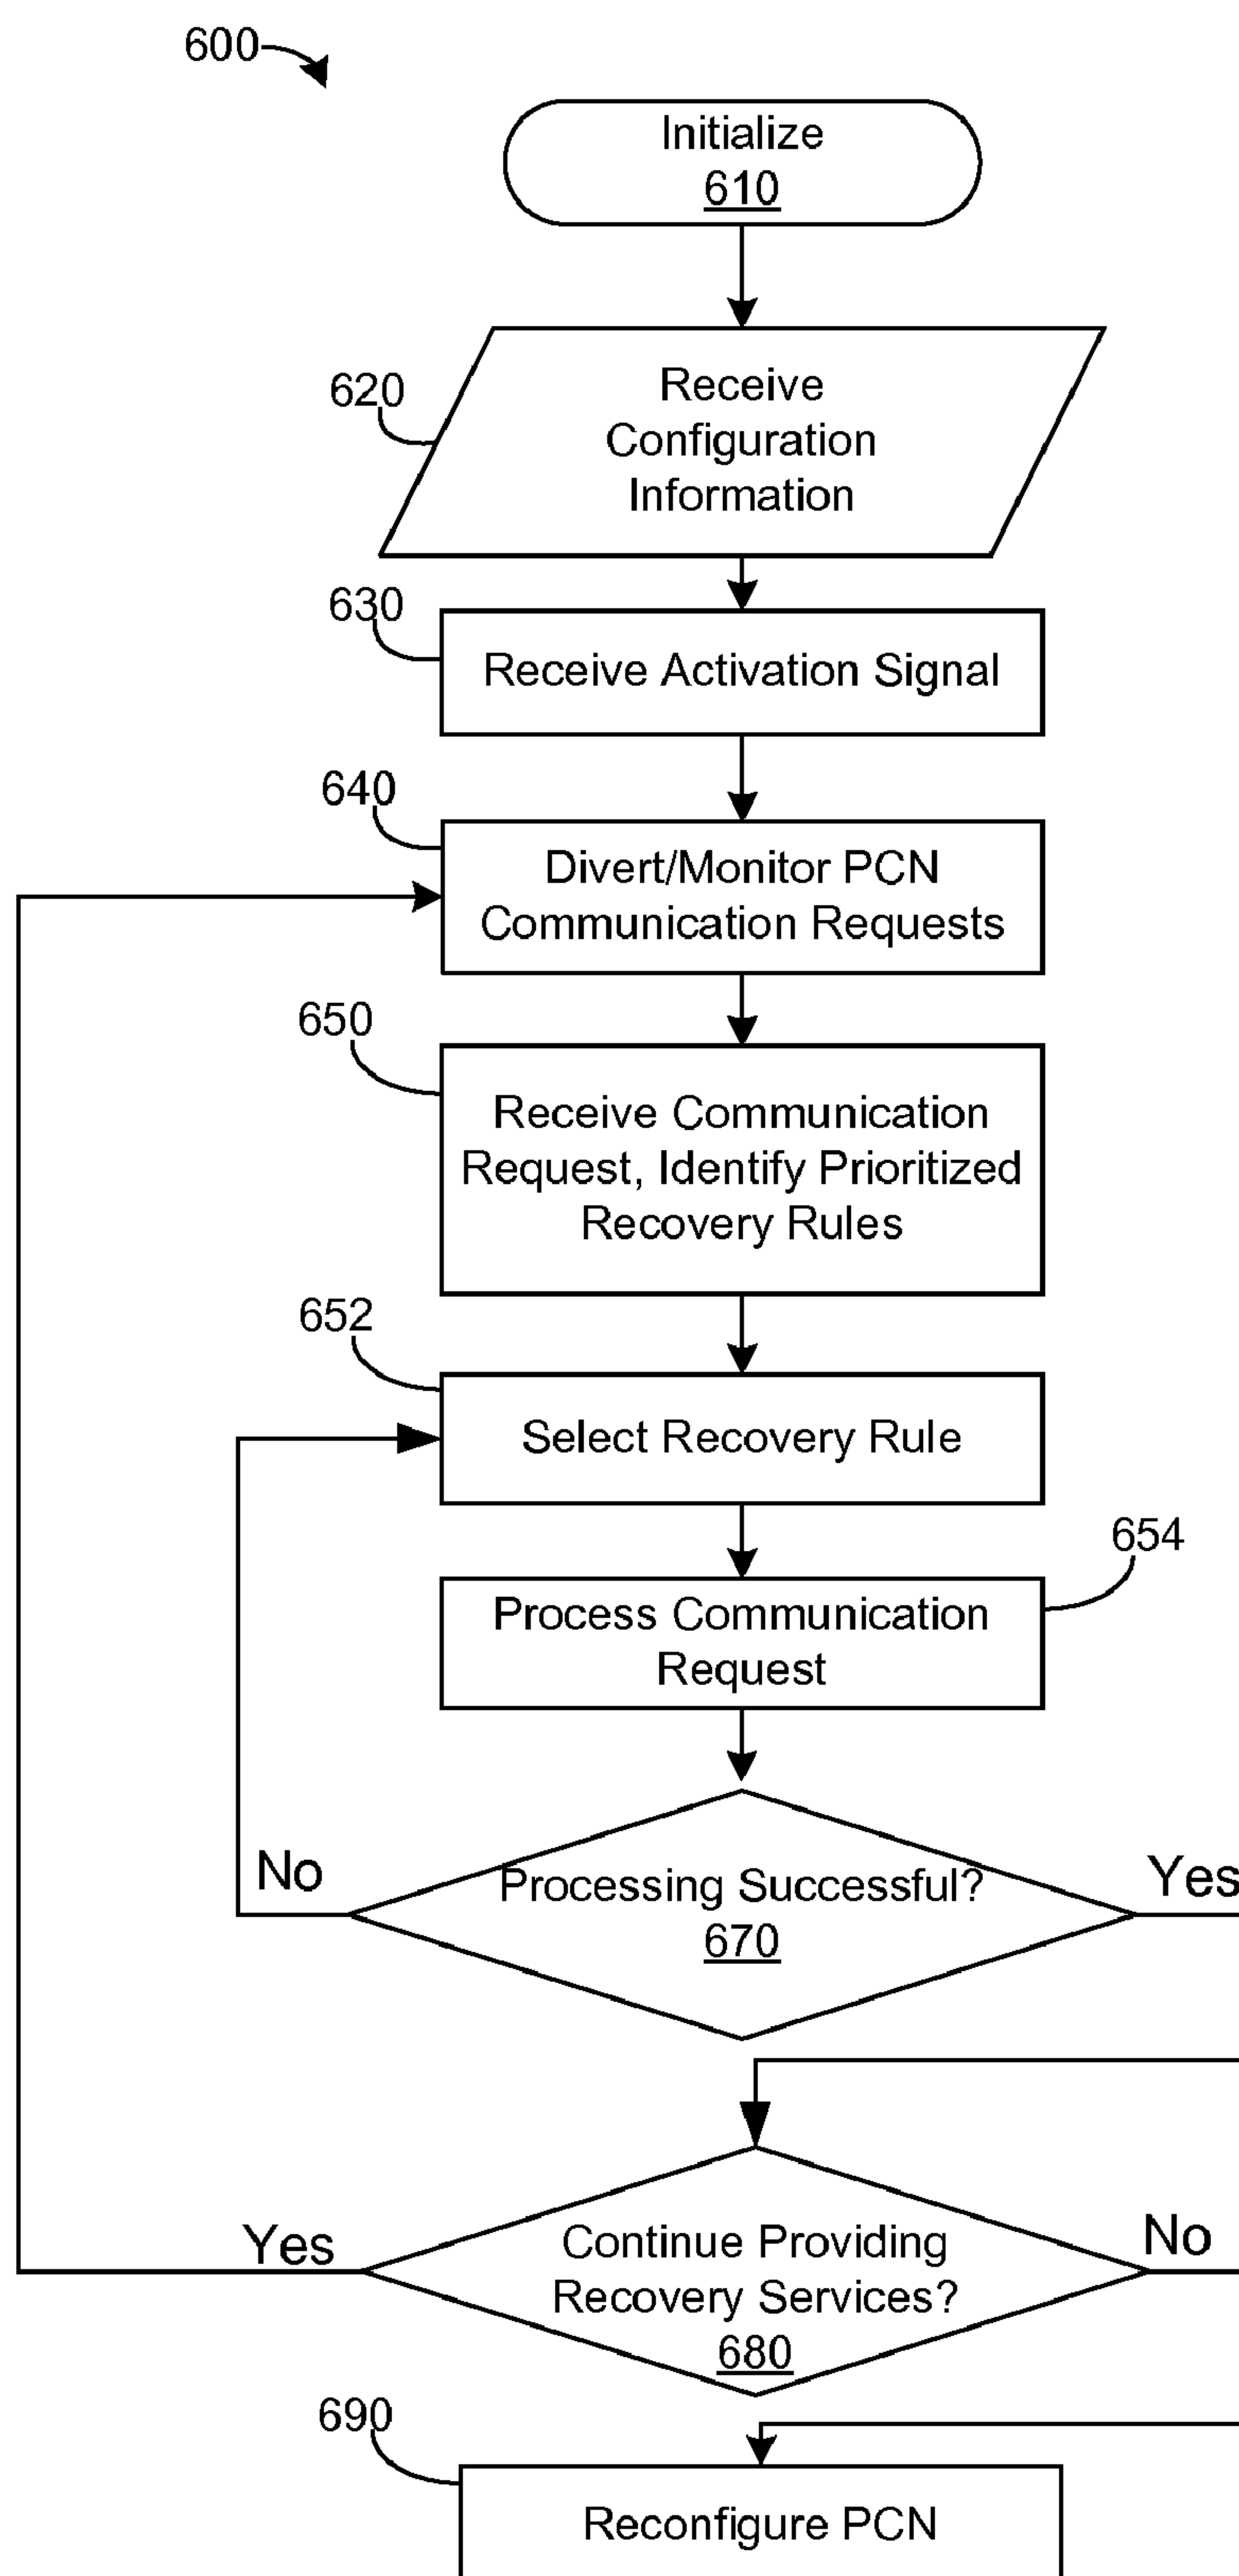 600
Initialize
610
620
Receive
Configuration
Information
630
Receive Activation Signal
640
Divert/Monitor PCN
Communication Requests
650
Receive Communication
Request, Identify Prioritized
Recovery Rules
652
Select Recovery Rule
654
Process Communication
Request
No
Processing Successful?
Yes
670
Yes
Continue Providing
No
Recovery Services?
680
690
Reconfigure PCN